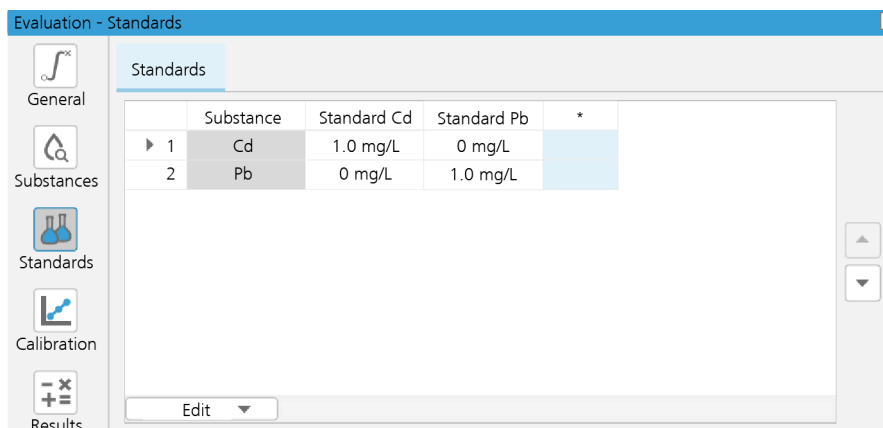 Evaluation - Standards
General
Substances
Standards
Calibration
Results
Standards
Substance Standard Cd Standard Pb *
1 Cd 1.0 mg/L 0 mg/L
2 Pb 0 mg/L 1.0 mg/L
Edit